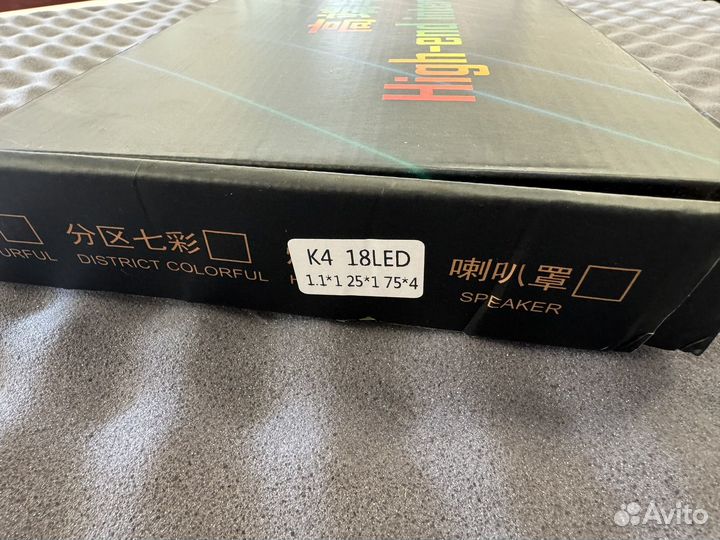 High-end
URFUL
分区七彩
DISTRICT COLORFUL
K4 18LED
1.1*1 25*1 75*4
喇叭罩
SPEAKER
Avito